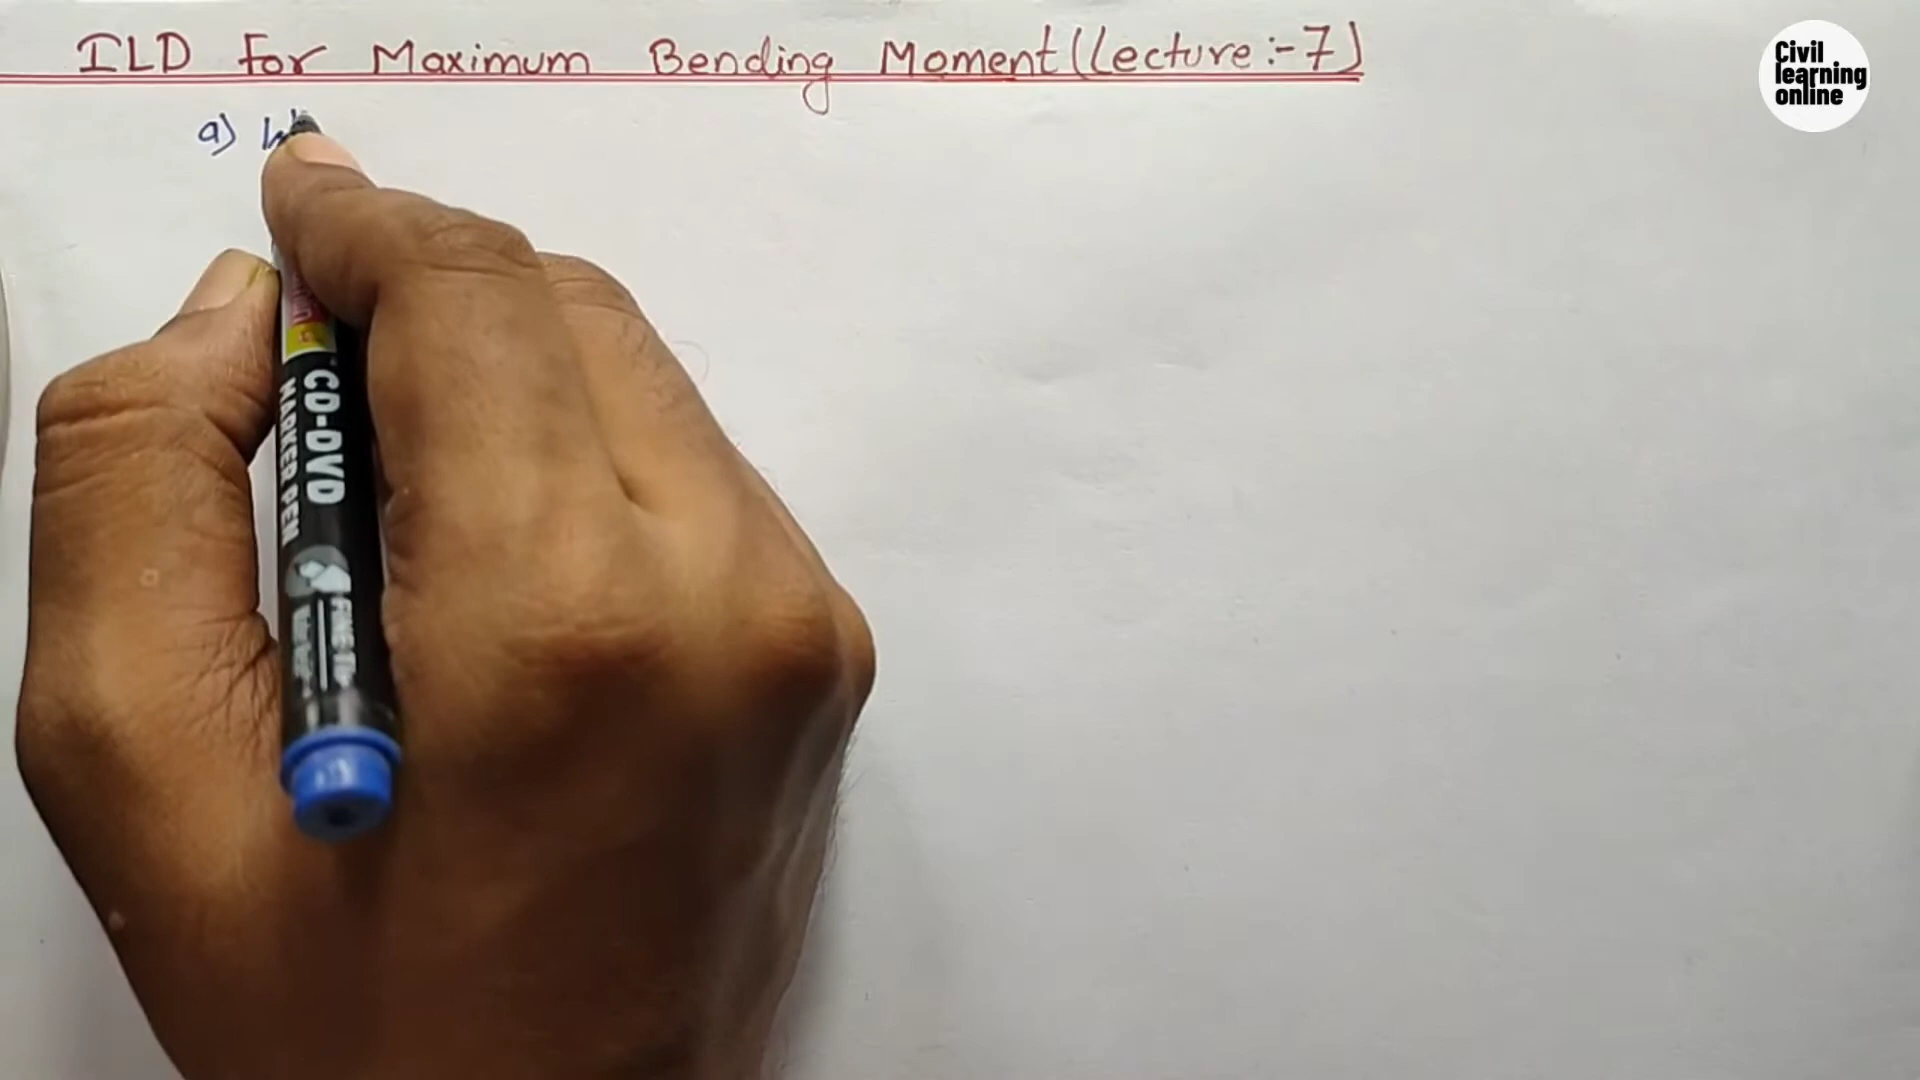 ILD For Maximum Bending Moment (Lecture:-7)
a)
CD-DVD
MARKER PEN
Civil
learning
online